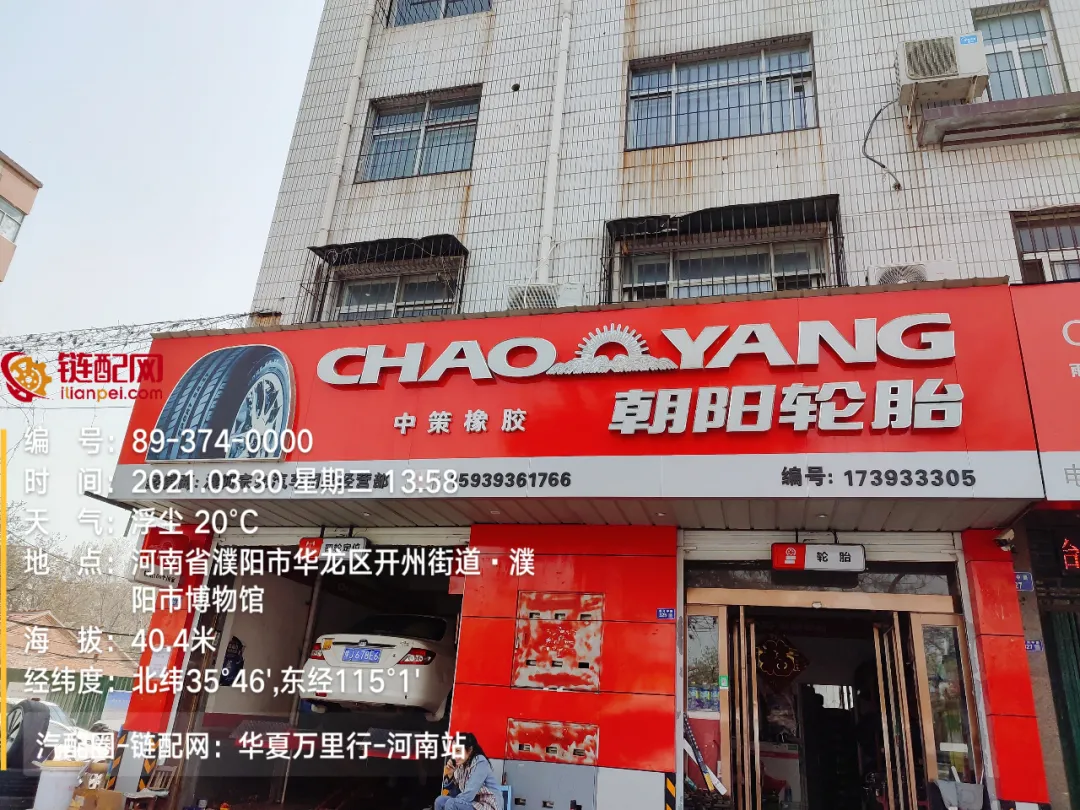 CHAO YANG
中策橡胶
朝阳轮胎
编号: 173933305
5939361766
轮胎
链配网
itianpei.com
编 号: 89-374-0000
时 间: 2021.03.30 星期二 13:58
天 气: 浮尘 20°C
地 点: 河南省濮阳市华龙区开州街道·濮
阳市博物馆
海 拔: 40.4米
经纬度: 北纬35°46',东经115°1'
汽配圈-链配网: 华夏万里行-河南站